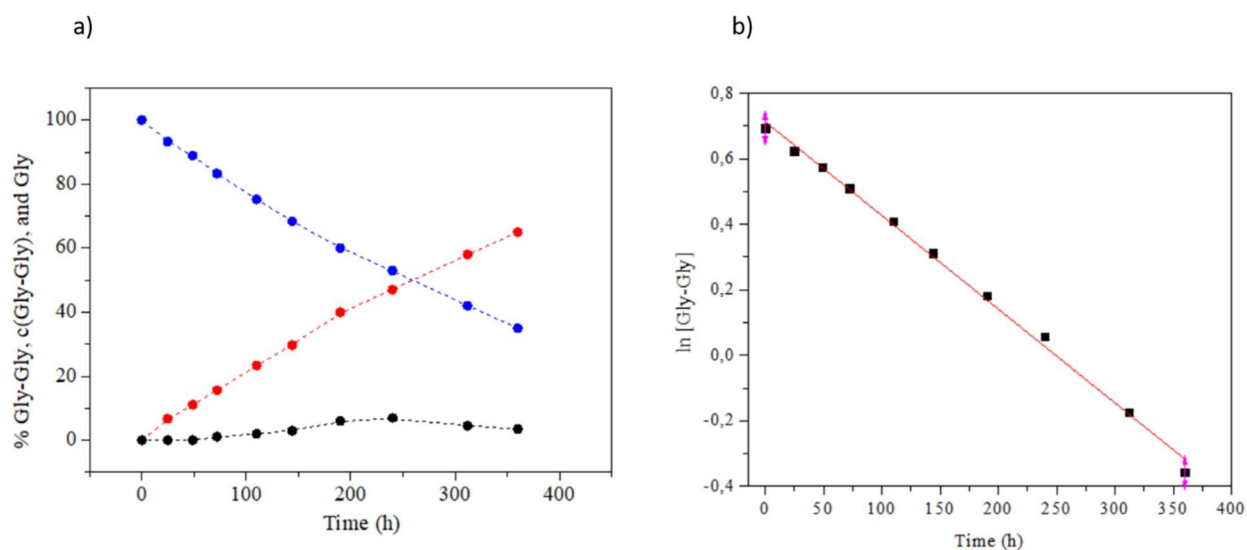 a)
% Gly-Gly, c(Gly-Gly), and Gly
100
80
60
40
20
0
0 100 200 300 400
Time (h)
b)
ln [Gly-Gly]
0,8
0,6
0,4
0,2
0,0
-0,2
-0,4
0 50 100 150 200 250 300 350 400
Time (h)